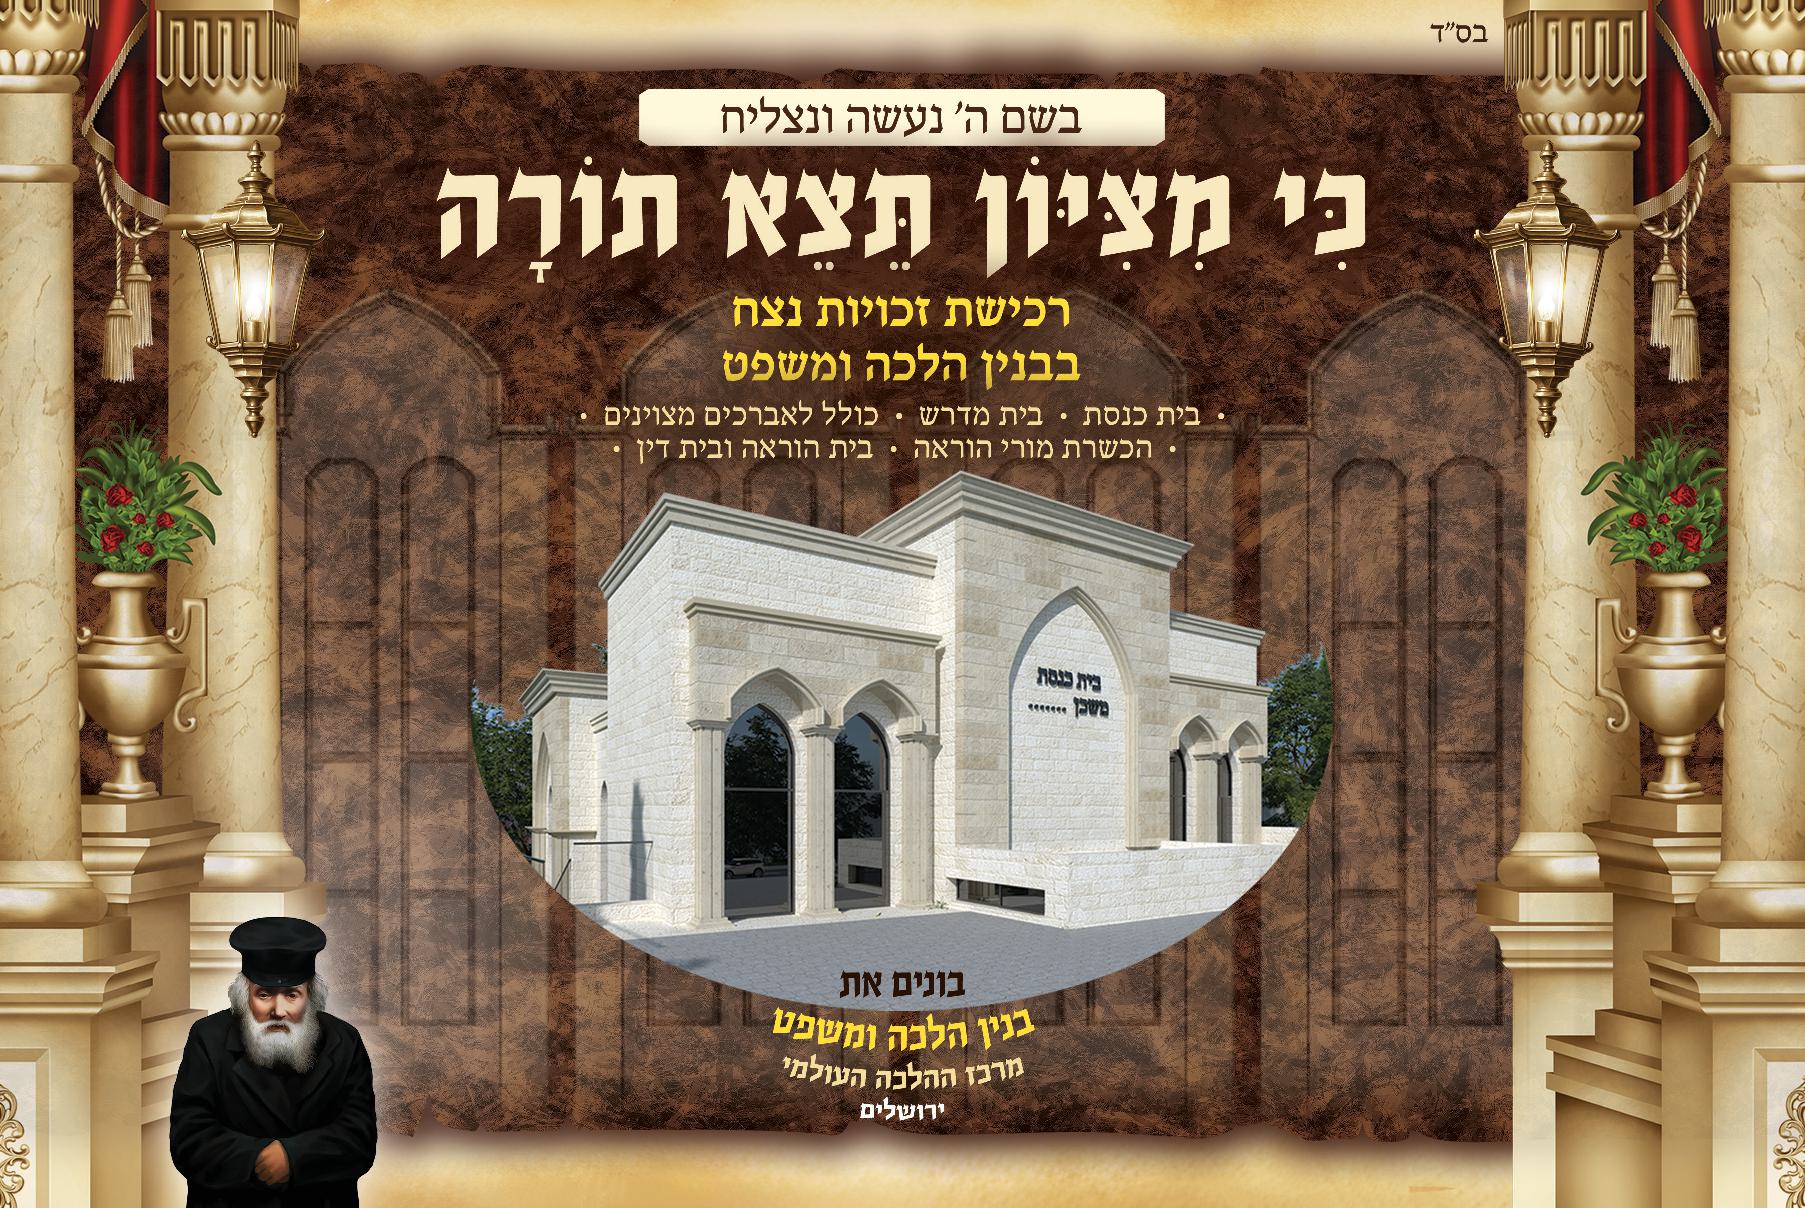 בס״ד
בשם ה׳ נעשה ונצליח
כִּי מִצִּיּוֹן תֵּצֵא תוֹרָה
רכישת זכויות נצח
בבנין הלכה ומשפט
• בית כנסת • בית מדרש • כולל לאברכים מצוינים •
• הכשרת מורי הוראה • בית הוראה ובית דין •
בית כנסת
משכן .......
בונים את
בנין הלכה ומשפט
מרכז ההלכה העולמי
ירושלים